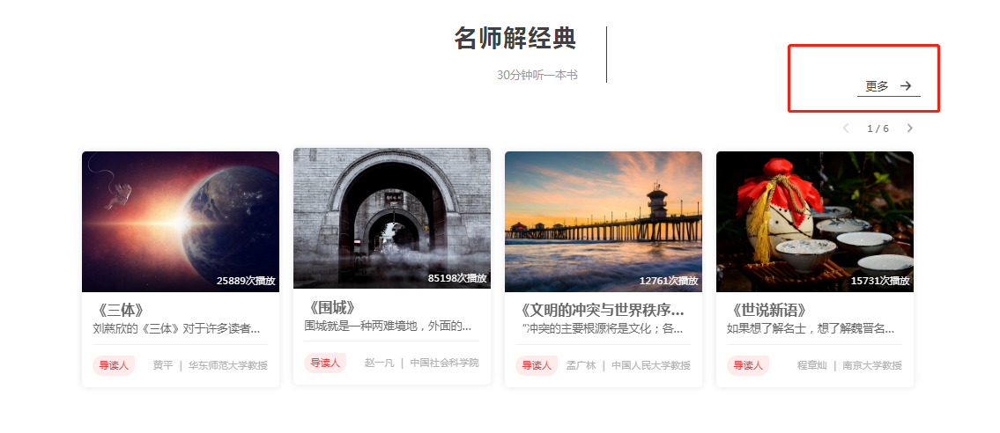 名师解经典
30分钟听一本书
更多
1 / 6
25889次播放
85198次播放
12761次播放
15731次播放
《三体》
刘慈欣的《三体》对于许多读者...
导读人 黄平 | 华东师范大学教授
《围城》
围城就是一种两难境地，外面的...
导读人 赵一凡 | 中国社会科学院
《文明的冲突与世界秩序...
“冲突的主要根源将是文化；各...
导读人 孟广林 | 中国人民大学教授
《世说新语》
如果想了解名士，想了解魏晋名...
导读人 程章灿 | 南京大学教授